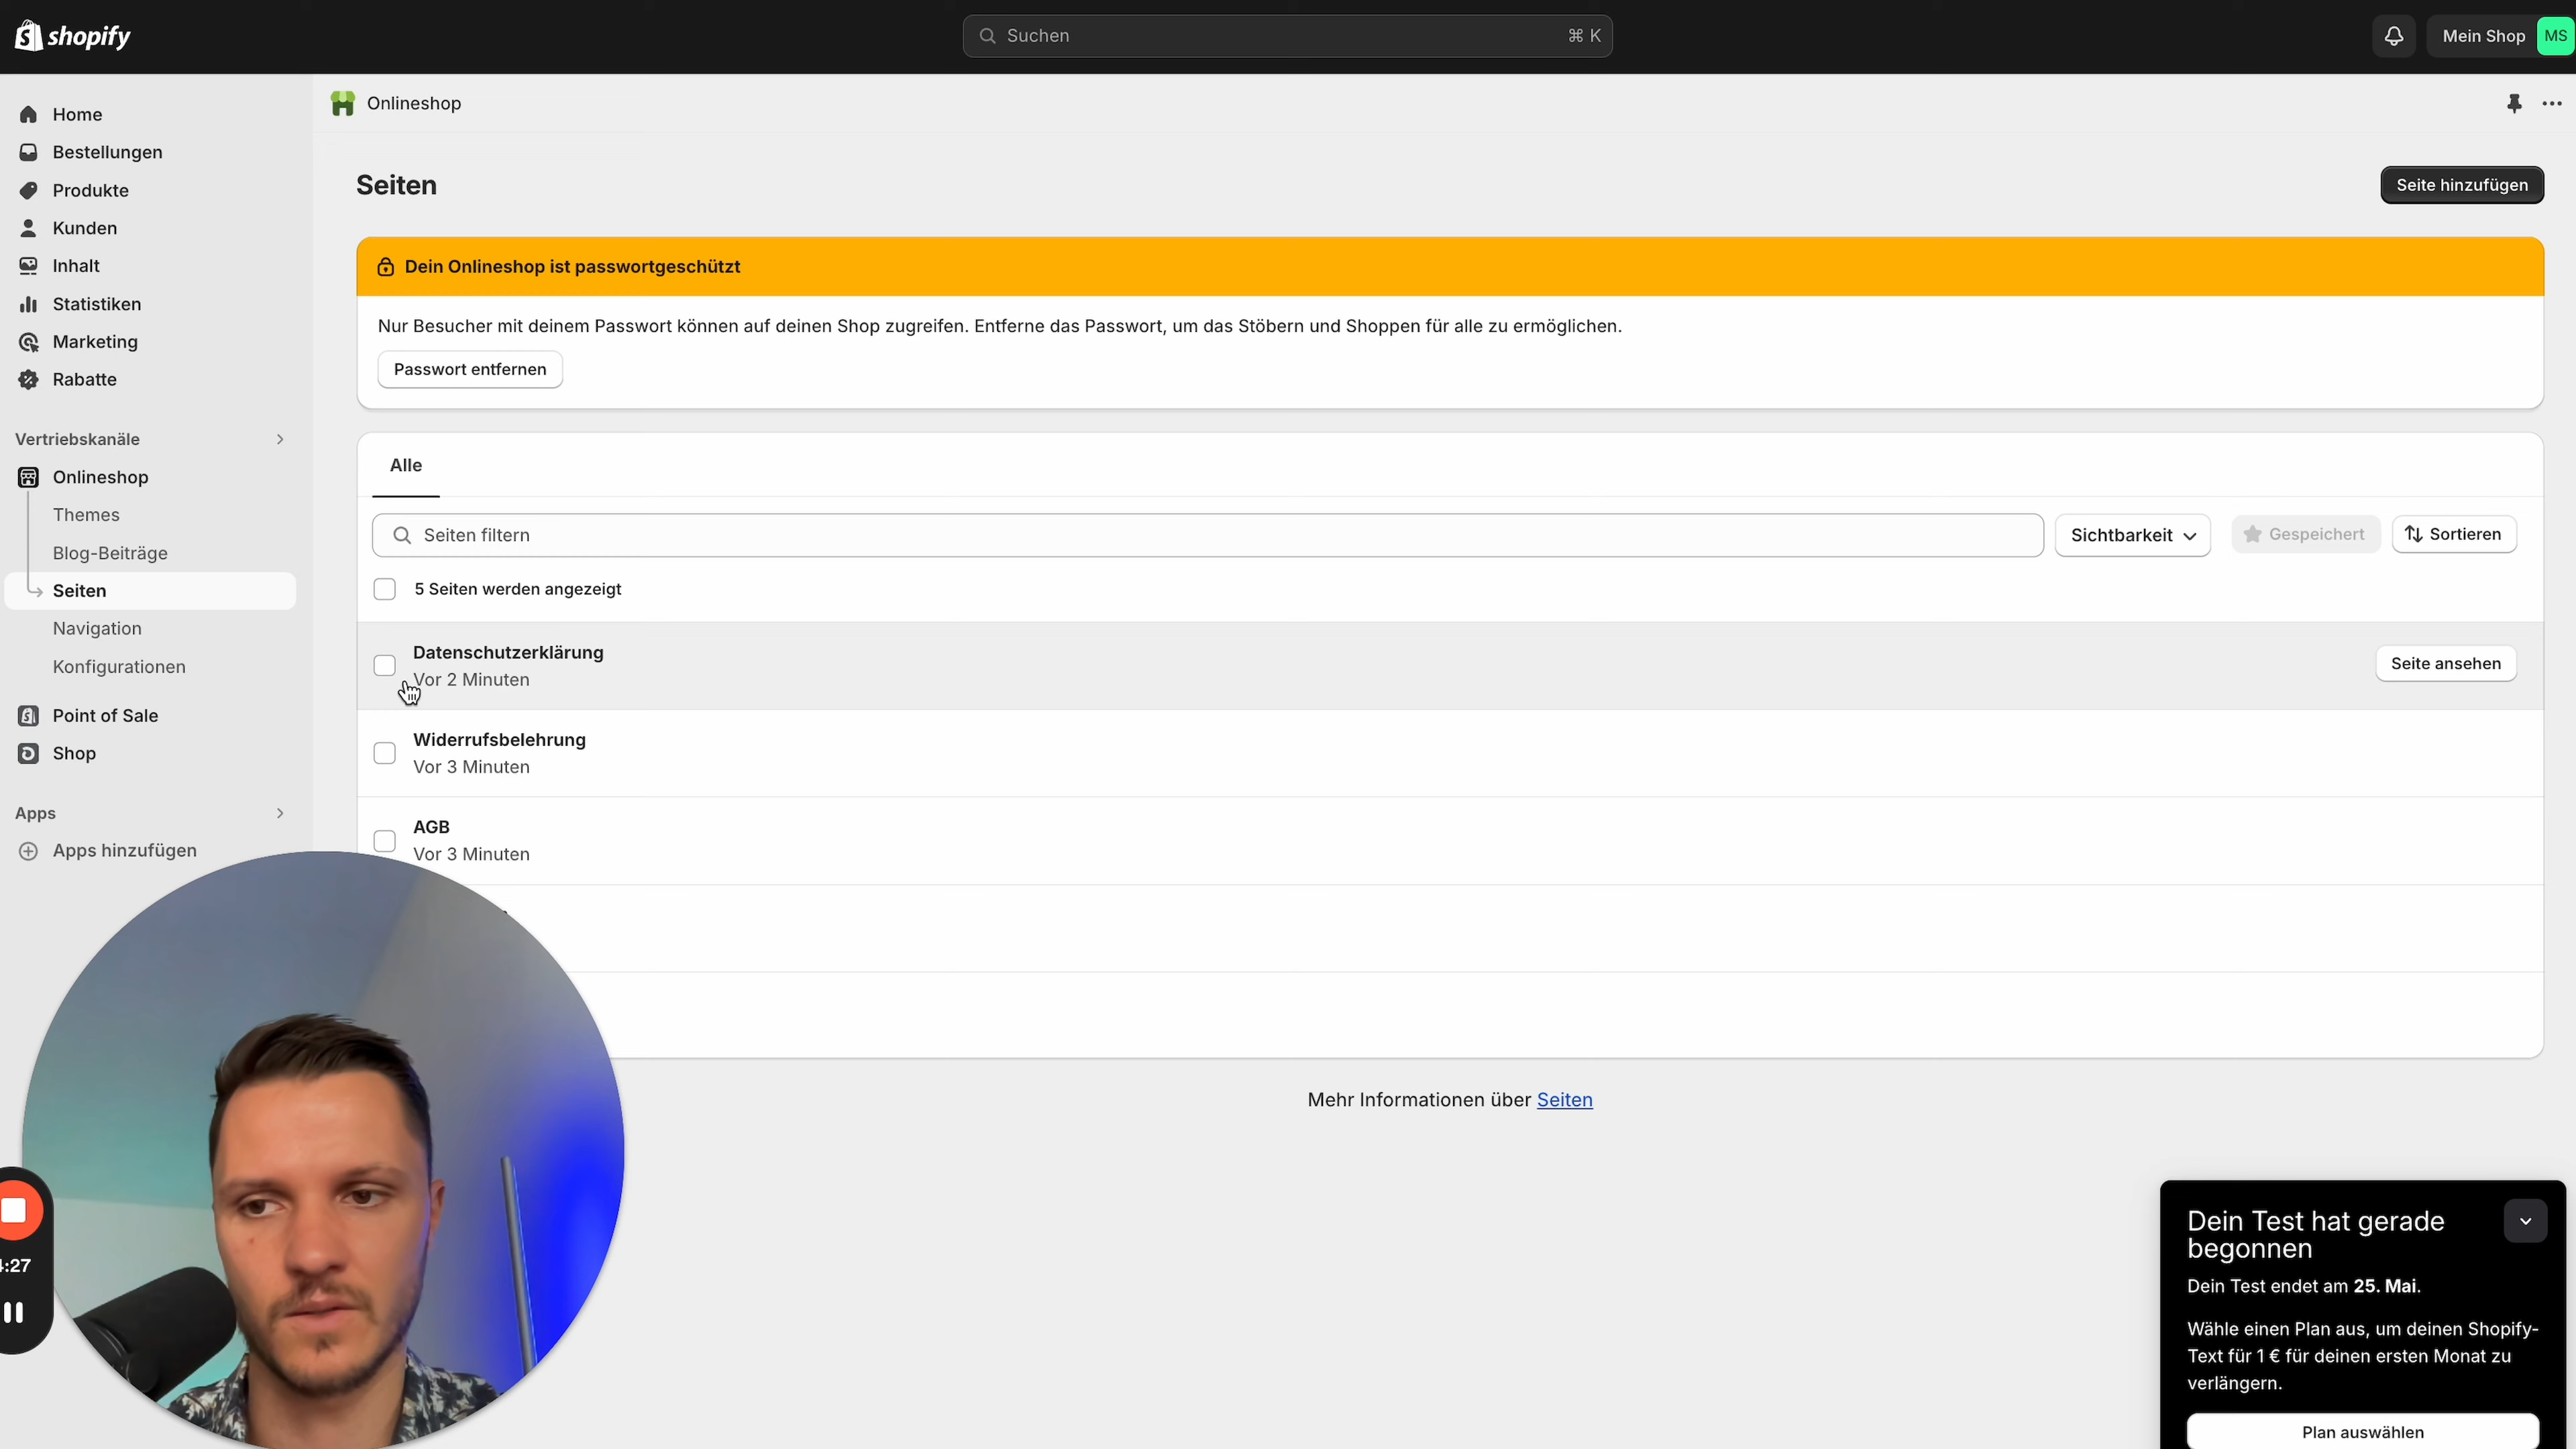 shopify
Suchen
⌘ K
Mein Shop
MS
Home
Bestellungen
Produkte
Kunden
Inhalt
Statistiken
Marketing
Rabatte
Vertriebskanäle
Onlineshop
Themes
Blog-Beiträge
Seiten
Navigation
Konfigurationen
Point of Sale
Shop
Apps
Apps hinzufügen
Onlineshop
Seiten
Seite hinzufügen
Dein Onlineshop ist passwortgeschützt
Nur Besucher mit deinem Passwort können auf deinen Shop zugreifen. Entferne das Passwort, um das Stöbern und Shoppen für alle zu ermöglichen.
Passwort entfernen
Alle
Seiten filtern
Sichtbarkeit
Gespeichert
Sortieren
5 Seiten werden angezeigt
Datenschutzerklärung
Vor 2 Minuten
Seite ansehen
Widerrufsbelehrung
Vor 3 Minuten
AGB
Vor 3 Minuten
Mehr Informationen über Seiten
:27
Dein Test hat gerade
begonnen
Dein Test endet am 25. Mai.
Wähle einen Plan aus, um deinen Shopify-
Text für 1 € für deinen ersten Monat zu
verlängern.
Plan auswählen